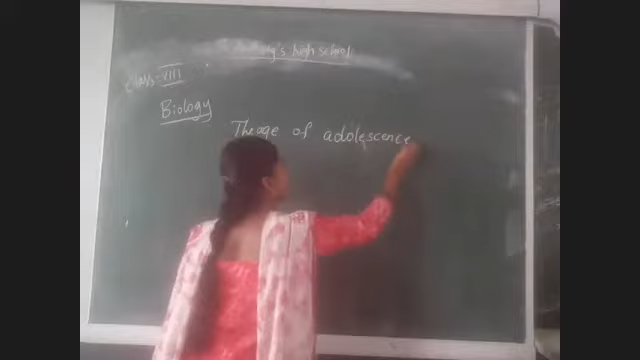 's high school
Class-VIII
Biology
The age of adolescence